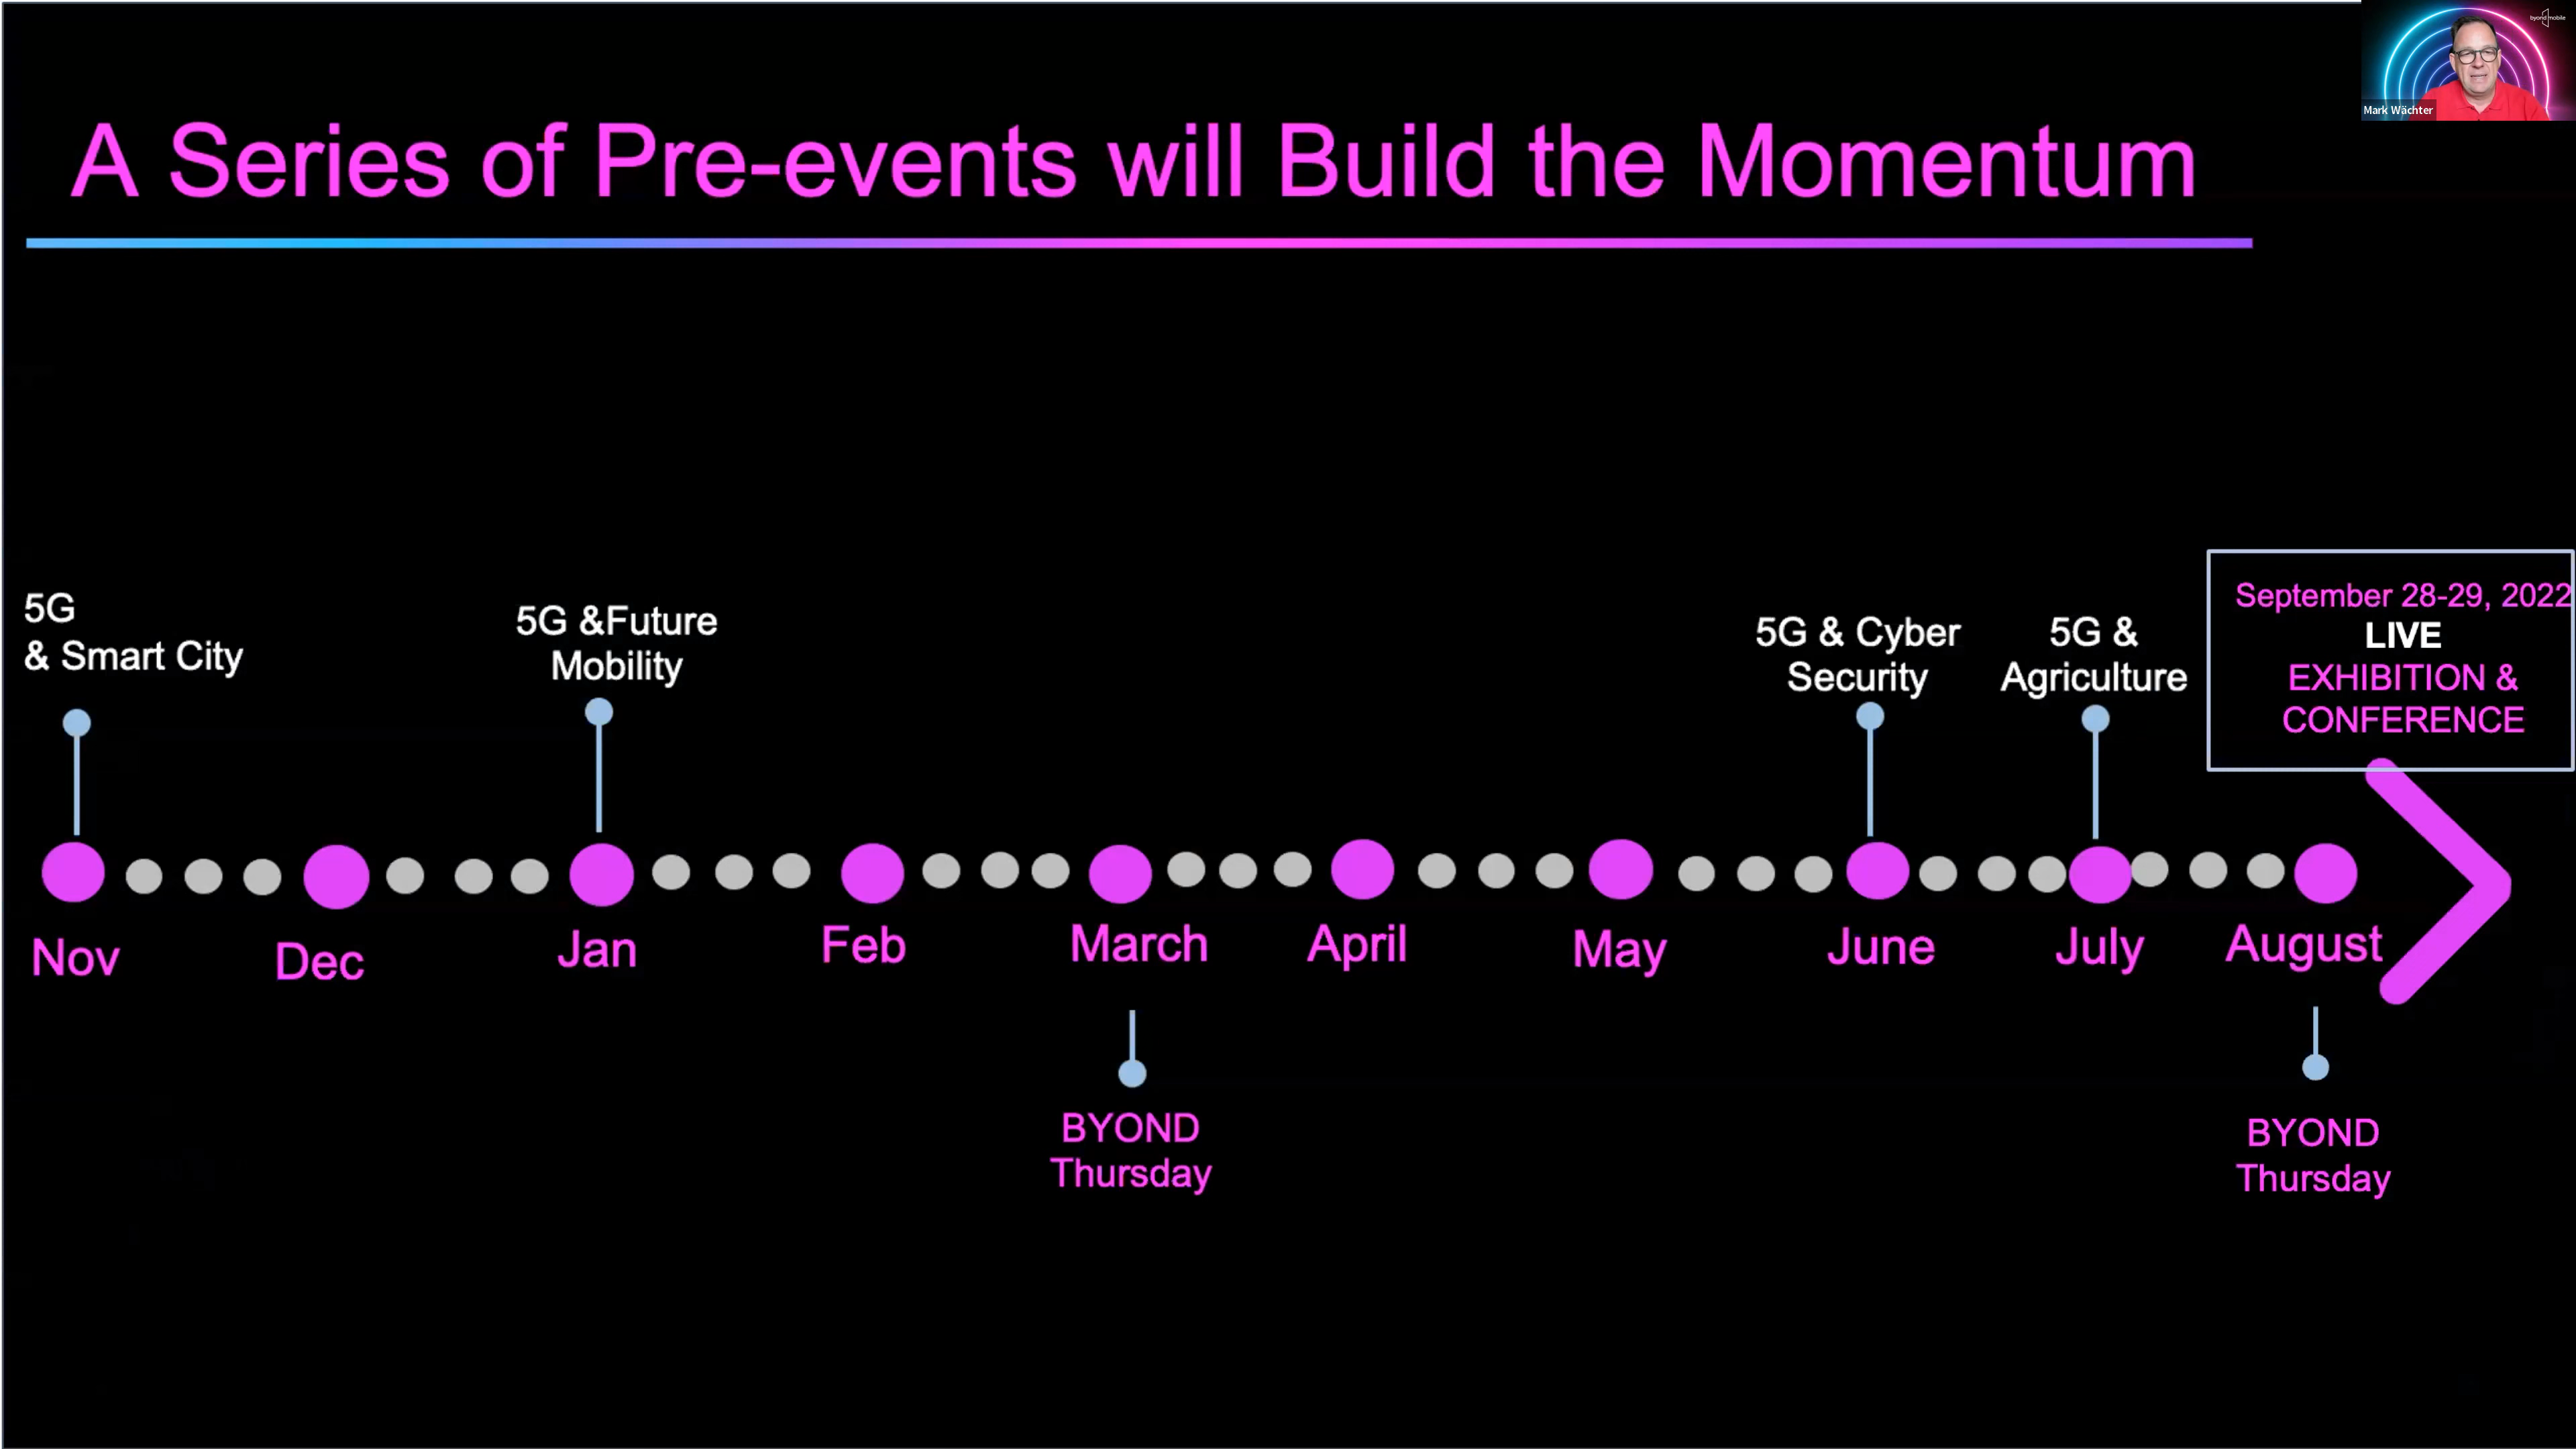 byond mobile
Mark Wächter
A Series of Pre-events will Build the Momentum
5G
& Smart City
5G &Future
Mobility
5G & Cyber
Security
5G &
Agriculture
September 28-29, 2022
LIVE
EXHIBITION &
CONFERENCE
Nov
Dec
Jan
Feb
March
April
May
June
July
August
BYOND
Thursday
BYOND
Thursday